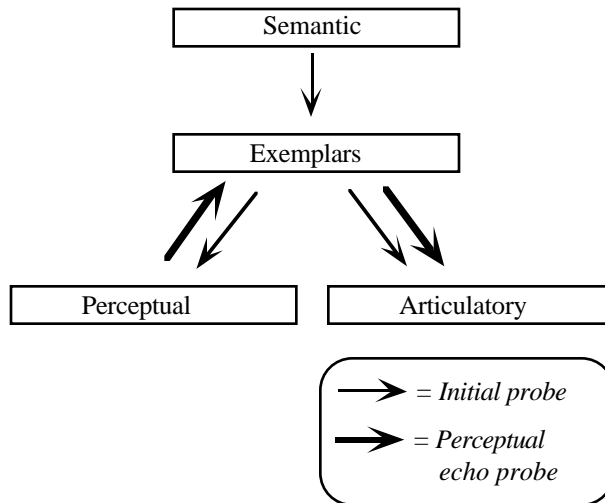 Semantic
Exemplars
Perceptual
Articulatory
= Initial probe
= Perceptual
echo probe